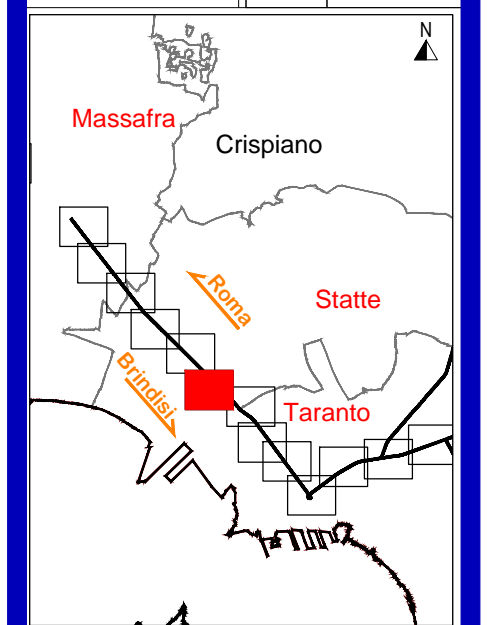 N
Massafra
Crispiano
Roma
Statte
Brindisi
Taranto